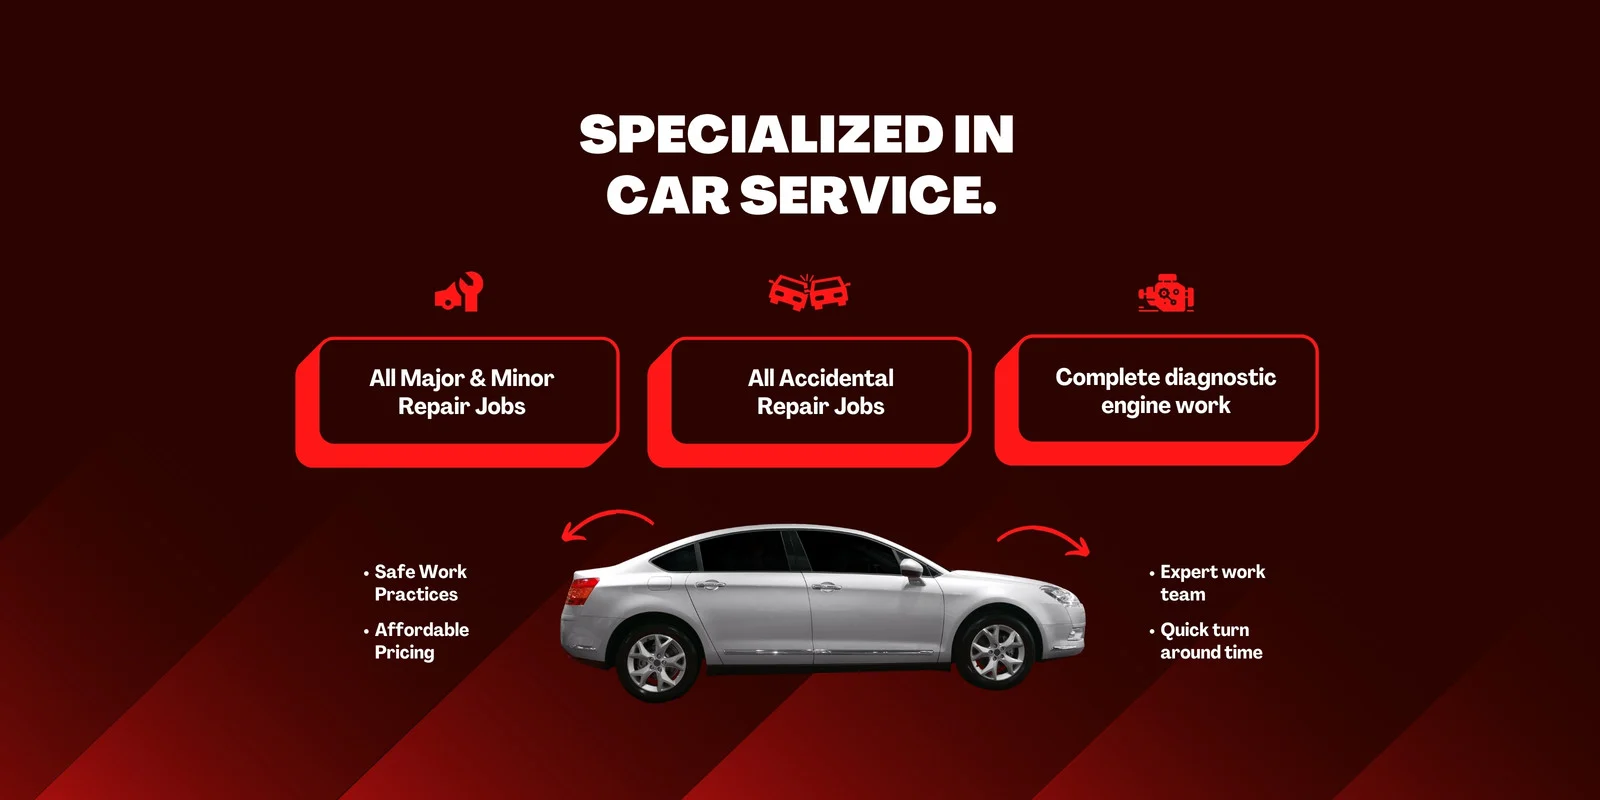 SPECIALIZED IN
CAR SERVICE.
All Major & Minor
Repair Jobs
All Accidental
Repair Jobs
Complete diagnostic
engine work
• Safe Work
Practices
• Affordable
Pricing
• Expert work
team
• Quick turn
around time